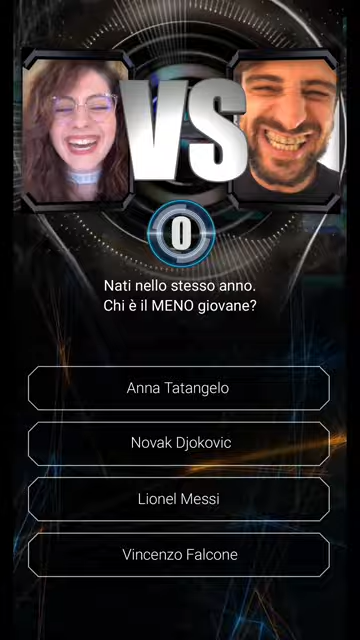 VS
0
Nati nello stesso anno.
Chi è il MENO giovane?
Anna Tatangelo
Novak Djokovic
Lionel Messi
Vincenzo Falcone